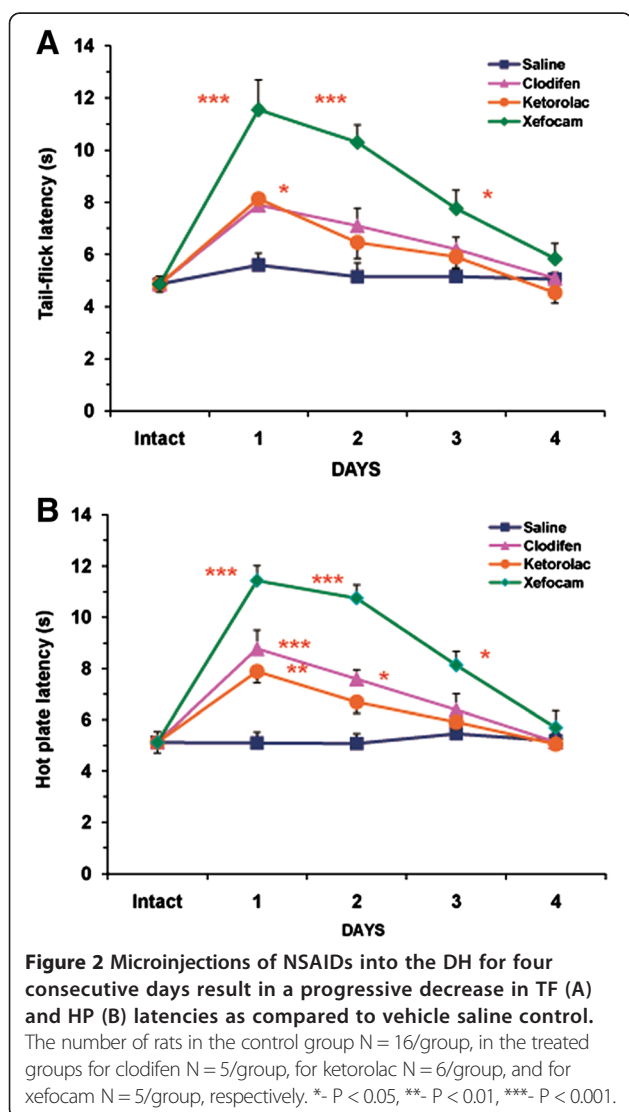 A
14
12
10
8
6
4
2
0
Tail-flick latency (s)
Saline
Clodifen
Ketorolac
Xefocam
*** ***
*
*
Intact 1 2 3 4
DAYS
B
14
12
10
8
6
4
2
0
Hot plate latency (s)
Saline
Clodifen
Ketorolac
Xefocam
*** ***
***
**
*
*
Intact 1 2 3 4
DAYS
Figure 2 Microinjections of NSAIDs into the DH for four
consecutive days result in a progressive decrease in TF (A)
and HP (B) latencies as compared to vehicle saline control.
The number of rats in the control group N = 16/group, in the treated
groups for clodifen N = 5/group, for ketorolac N = 6/group, and for
xefocam N = 5/group, respectively. *- P < 0.05, **- P < 0.01, ***- P < 0.001.